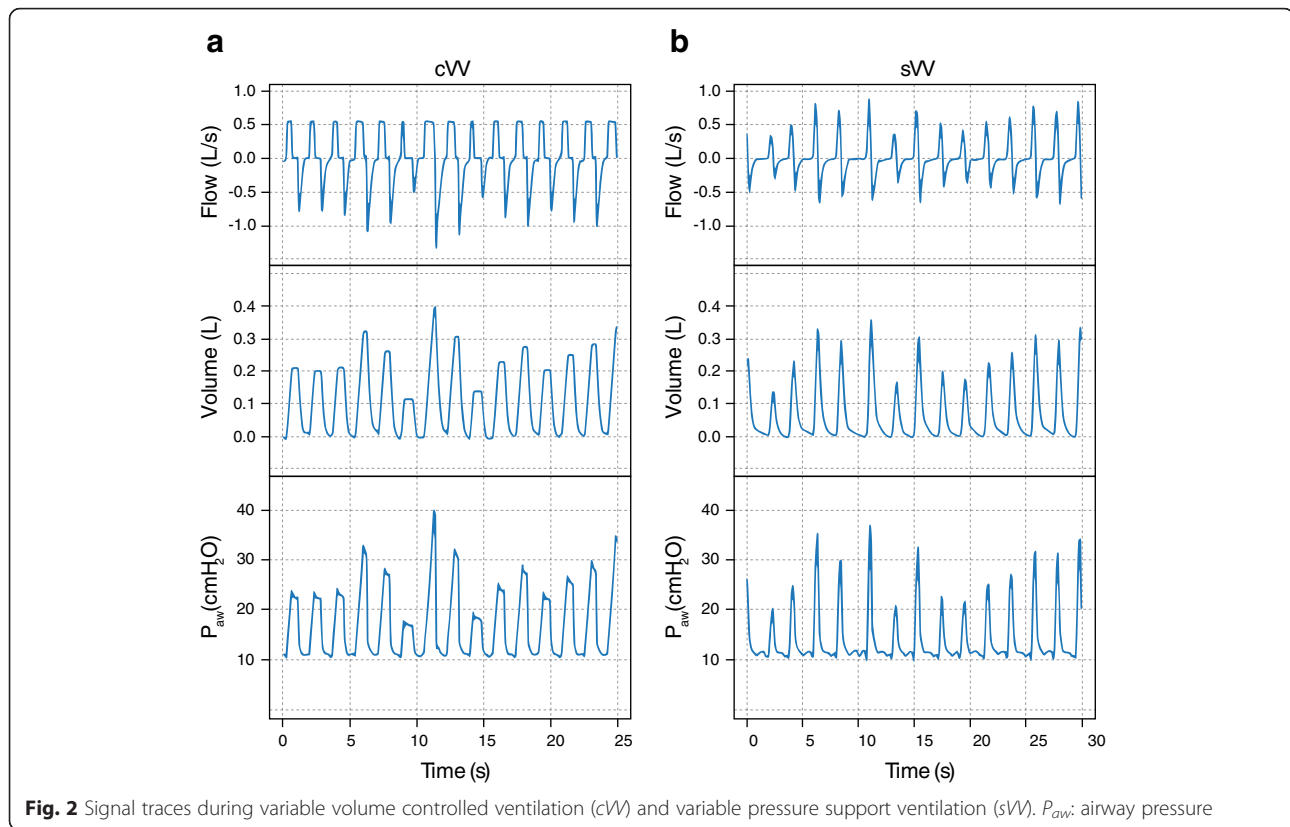 a
b
cVV
sVV
Flow (L/s)
1.0
0.5
0.0
-0.5
-1.0
Flow (L/s)
1.0
0.5
0.0
-0.5
-1.0
Volume (L)
0.4
0.3
0.2
0.1
0.0
Volume (L)
0.4
0.3
0.2
0.1
0.0
Paw(cmH2O)
40
30
20
10
Paw(cmH2O)
40
30
20
10
0 5 10 15 20 25
0 5 10 15 20 25 30
Time (s)
Time (s)
Fig. 2 Signal traces during variable volume controlled ventilation (cVV) and variable pressure support ventilation (sVV). Paw: airway pressure